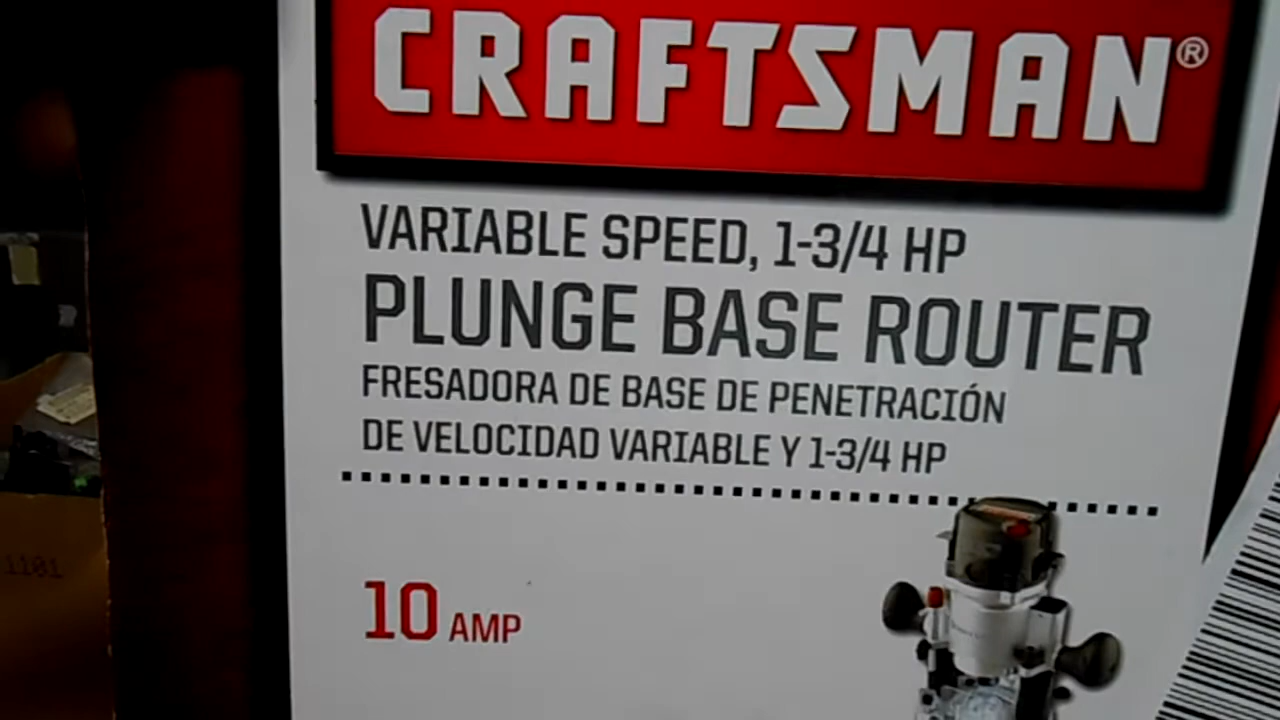 CRAFTSMAN®
VARIABLE SPEED, 1-3/4 HP
PLUNGE BASE ROUTER
FRESADORA DE BASE DE PENETRACIÓN
DE VELOCIDAD VARIABLE Y 1-3/4 HP
10 AMP